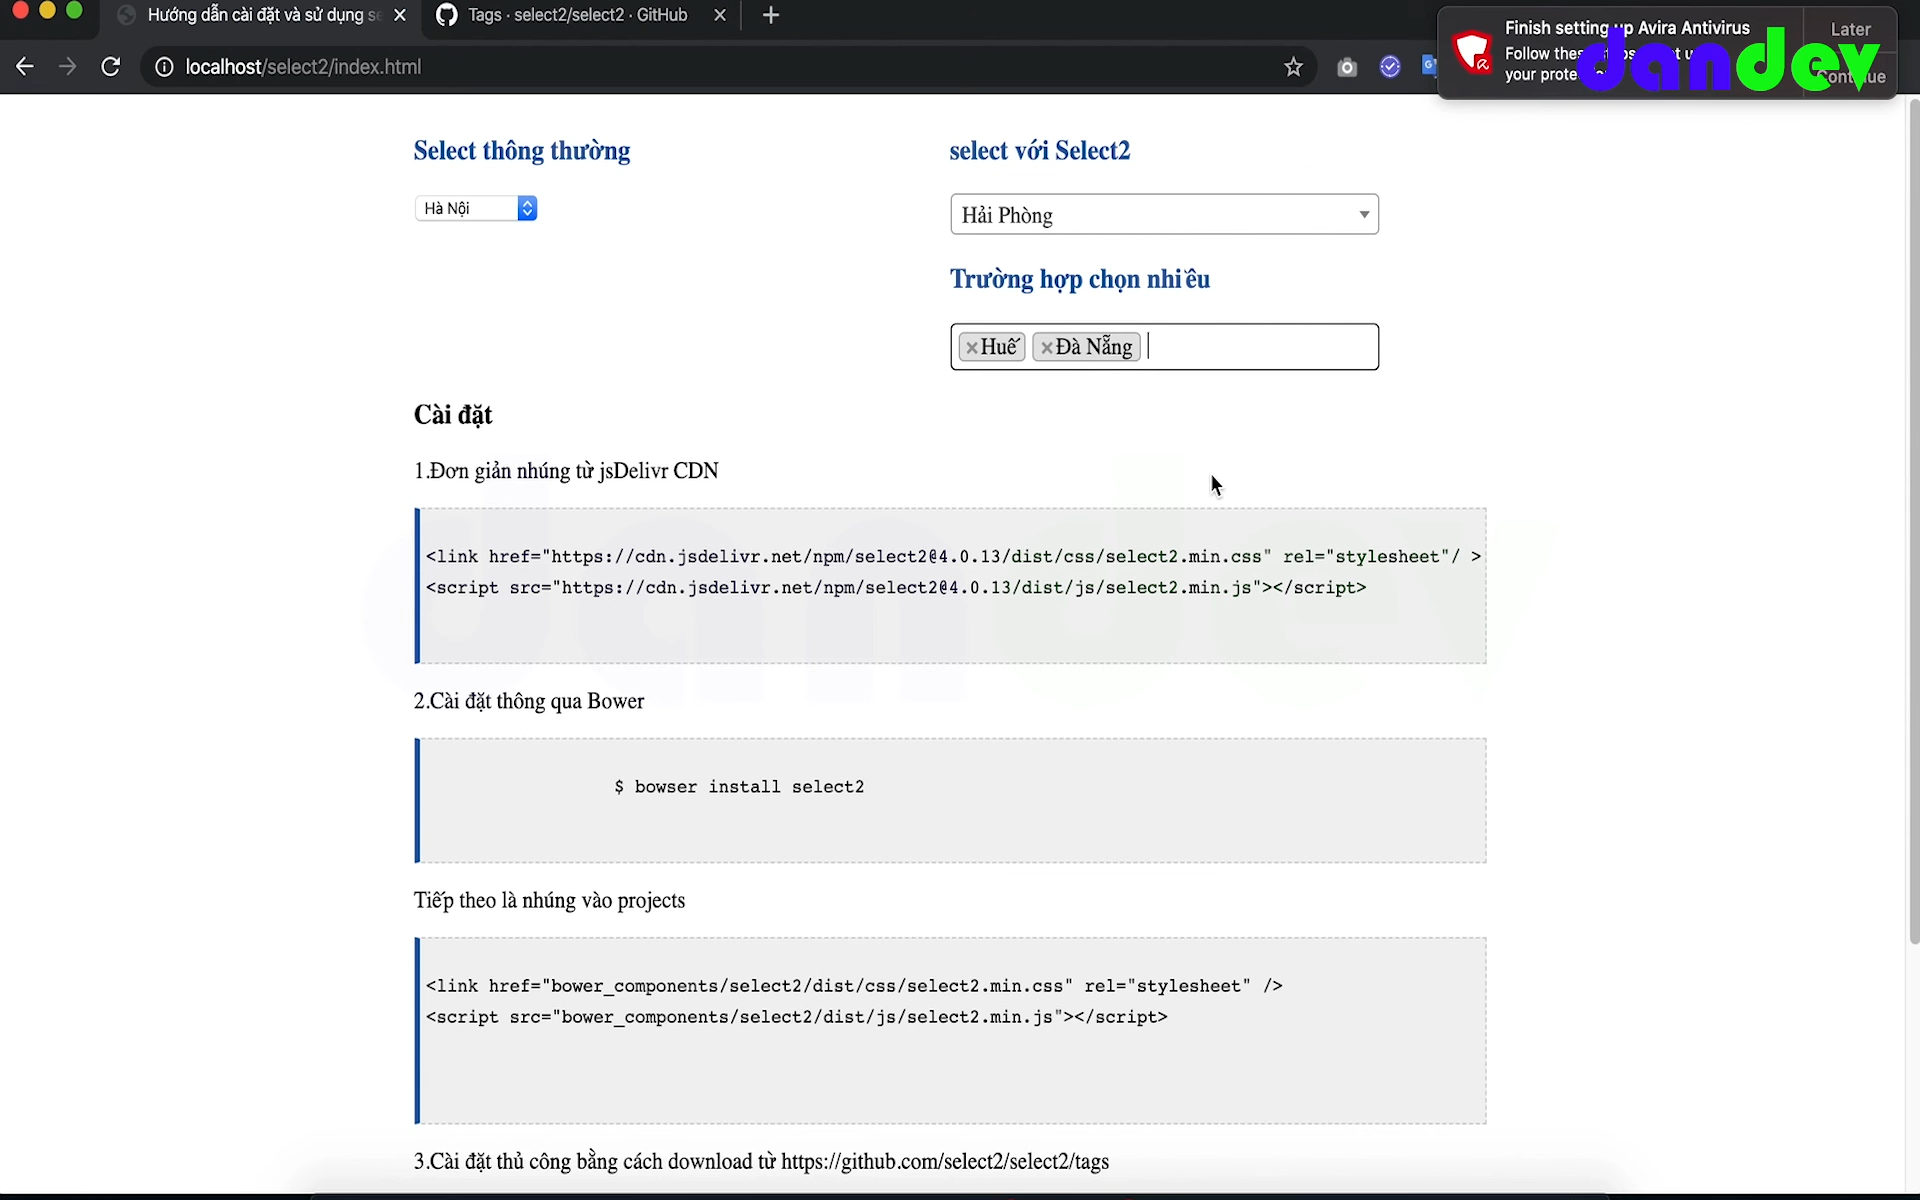 Hướng dẫn cài đặt và sử dụng se
Tags · select2/select2 · GitHub
localhost/select2/index.html
Finish setting up Avira Antivirus
Later
Follow
your
Continue
dandev
Select thông thường
select với Select2
Hà Nội
Hải Phòng
Trường hợp chọn nhiều
×Huế ×Đà Nẵng
Cài đặt
1.Đơn giản nhúng từ jsDelivr CDN
<link href="https://cdn.jsdelivr.net/npm/select2@4.0.13/dist/css/select2.min.css" rel="stylesheet"/ >
<script src="https://cdn.jsdelivr.net/npm/select2@4.0.13/dist/js/select2.min.js"></script>
dandev
2.Cài đặt thông qua Bower
$ bowser install select2
Tiếp theo là nhúng vào projects
<link href="bower_components/select2/dist/css/select2.min.css" rel="stylesheet" />
<script src="bower_components/select2/dist/js/select2.min.js"></script>
3.Cài đặt thủ công bằng cách download từ https://github.com/select2/select2/tags